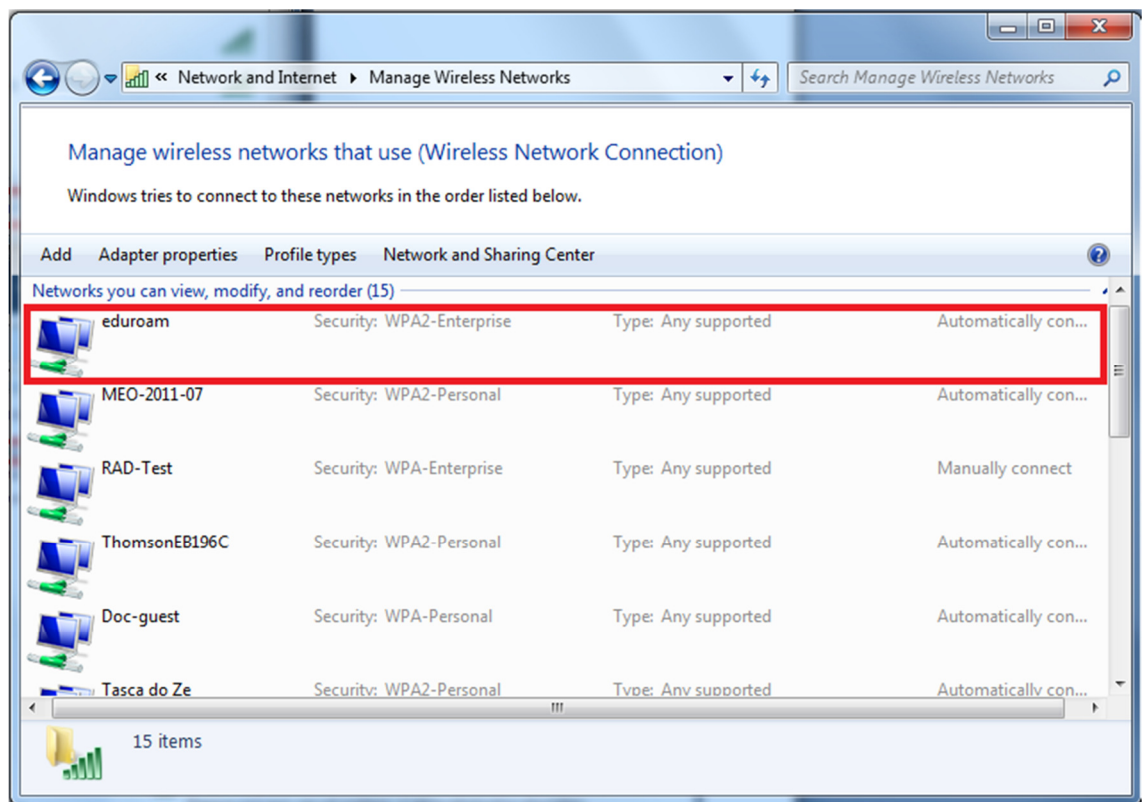 « Network and Internet ▸ Manage Wireless Networks Search Manage Wireless Networks
Manage wireless networks that use (Wireless Network Connection)
Windows tries to connect to these networks in the order listed below.
Add Adapter properties Profile types Network and Sharing Center
Networks you can view, modify, and reorder (15)
eduroam Security: WPA2-Enterprise Type: Any supported Automatically con...
MEO-2011-07 Security: WPA2-Personal Type: Any supported Automatically con...
RAD-Test Security: WPA-Enterprise Type: Any supported Manually connect
ThomsonEB196C Security: WPA2-Personal Type: Any supported Automatically con...
Doc-guest Security: WPA-Personal Type: Any supported Automatically con...
Tasca do Ze Security: WPA2-Personal Type: Any supported Automatically con...
15 items